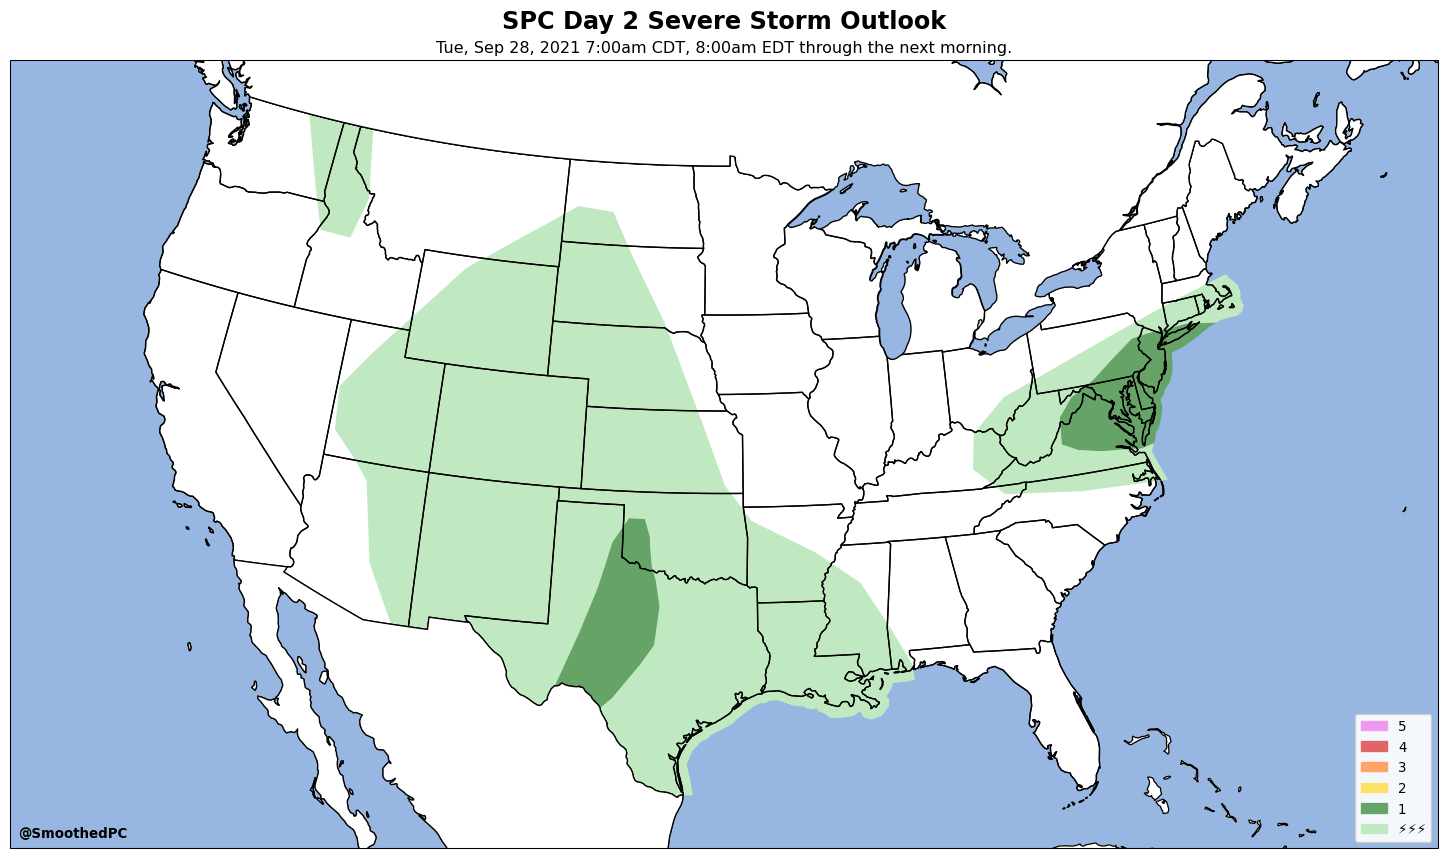 SPC Day 2 Severe Storm Outlook
Tue, Sep 28, 2021 7:00am CDT, 8:00am EDT through the next morning.
5
4
3
2
1
⚡⚡⚡
@SmoothedPC